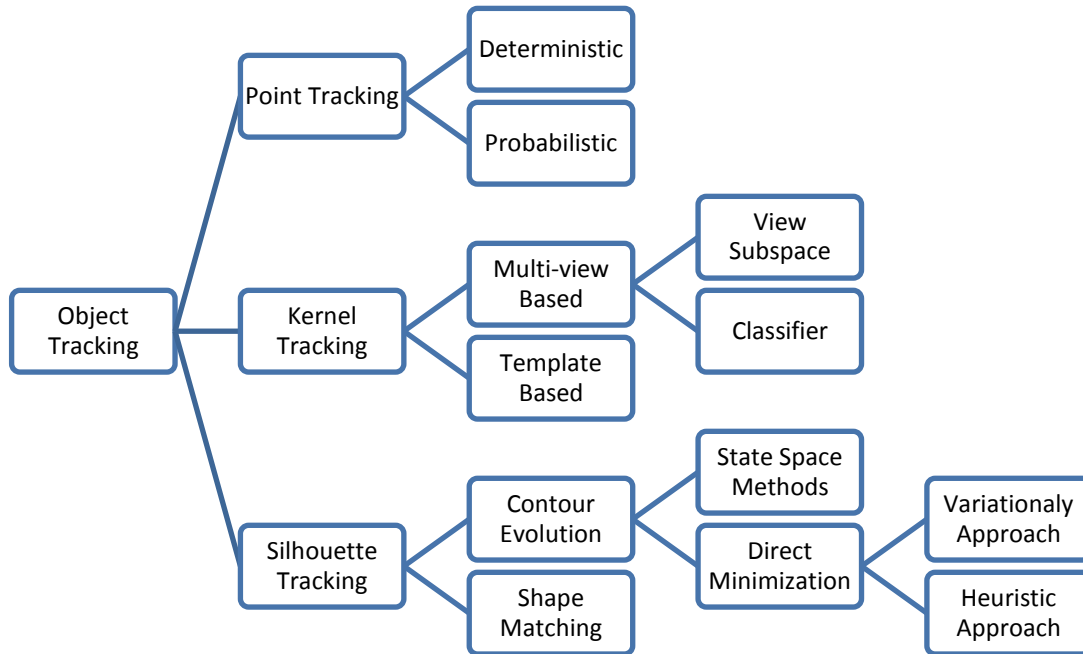 Object
Tracking
Point Tracking
Deterministic
Probabilistic
Kernel
Tracking
Multi-view
Based
View
Subspace
Classifier
Template
Based
Silhouette
Tracking
Contour
Evolution
State Space
Methods
Direct
Minimization
Variationaly
Approach
Heuristic
Approach
Shape
Matching